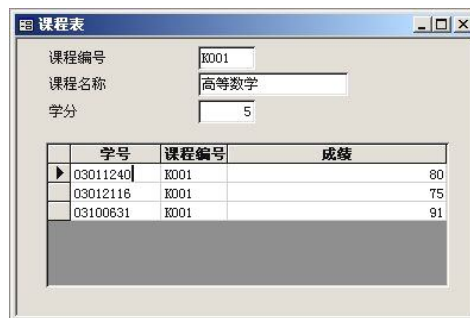 课程表
课程编号 K001
课程名称 高等数学
学分 5
学号 课程编号 成绩
03011240 K001 80
03012116 K001 75
03100631 K001 91